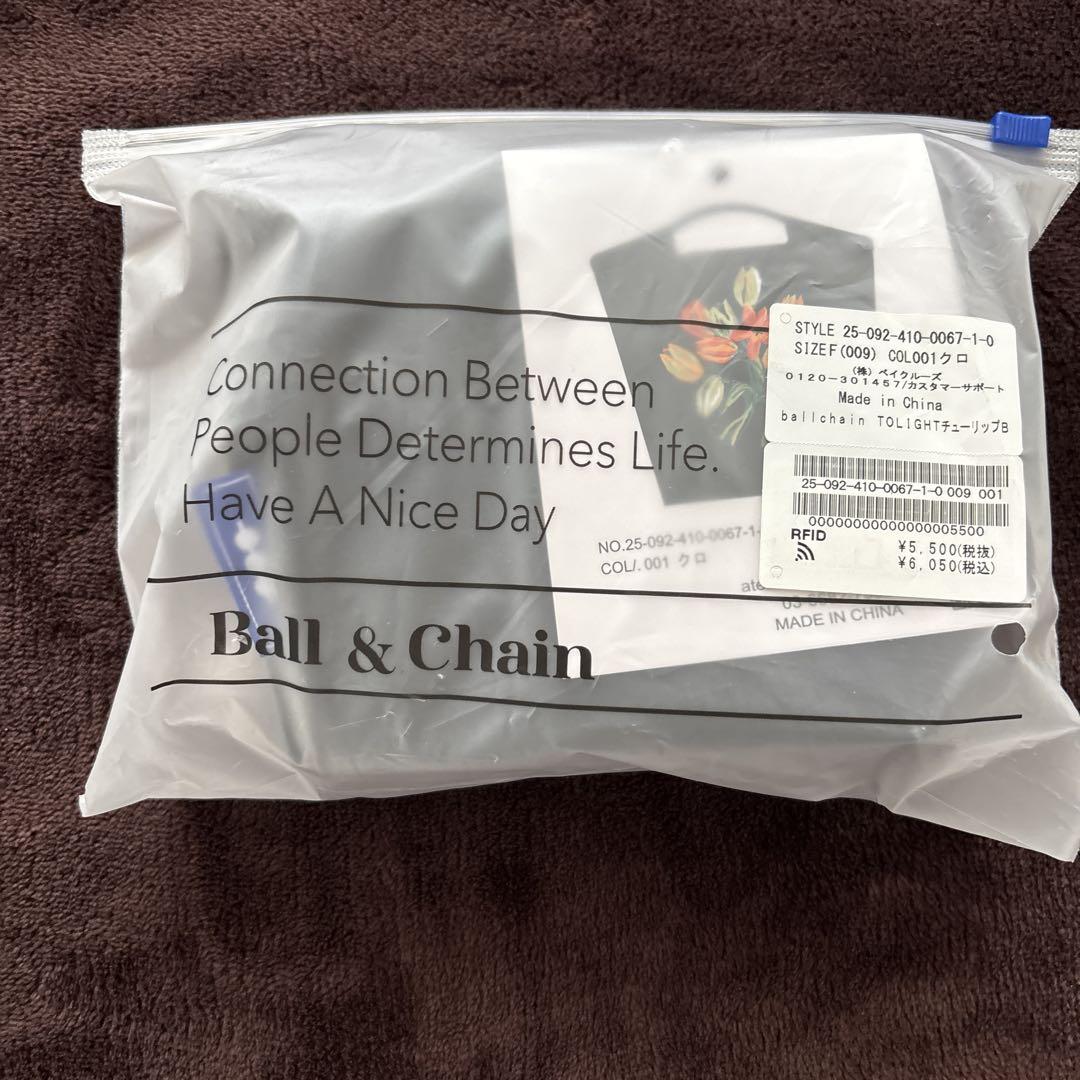 Connection Between
People Determines Life.
Have A Nice Day
Ball & Chain
STYLE 25-092-410-0067-1-0
SIZEF(009) COL001クロ
(株) ベイクルーズ
0120-301457/カスタマーサポート
Made in China
ballchain TOLIGHTチューリップB
25-092-410-0067-1-0 009 001
00000000000000000005500
RFID
¥5,500(税抜)
¥6,050(税込)
NO.25-092-410-0067-1-
COL/.001 クロ
MADE IN CHINA